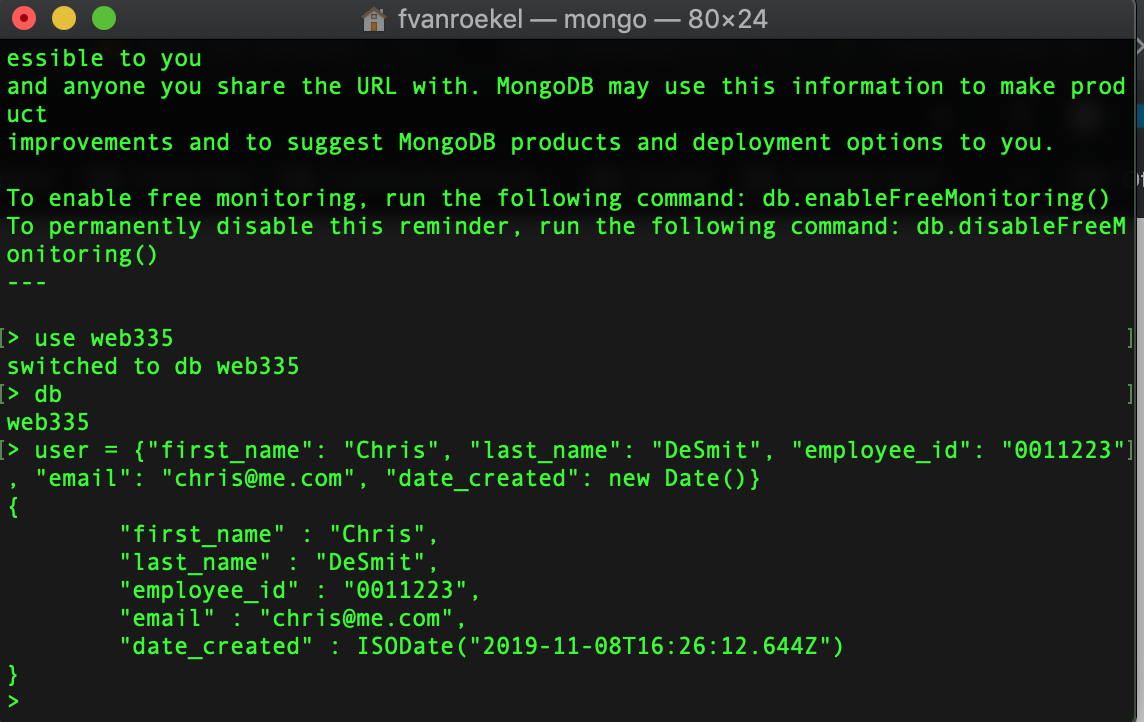 fvanroekel — mongo — 80×24
essible to you
and anyone you share the URL with. MongoDB may use this information to make prod
uct
improvements and to suggest MongoDB products and deployment options to you.

To enable free monitoring, run the following command: db.enableFreeMonitoring()
To permanently disable this reminder, run the following command: db.disableFreeM
onitoring()
---

[> use web335 ]
switched to db web335
[> db ]
web335
[> user = {"first_name": "Chris", "last_name": "DeSmit", "employee_id": "0011223"]
, "email": "chris@me.com", "date_created": new Date()}
{
	"first_name" : "Chris",
	"last_name" : "DeSmit",
	"employee_id" : "0011223",
	"email" : "chris@me.com",
	"date_created" : ISODate("2019-11-08T16:26:12.644Z")
}
>